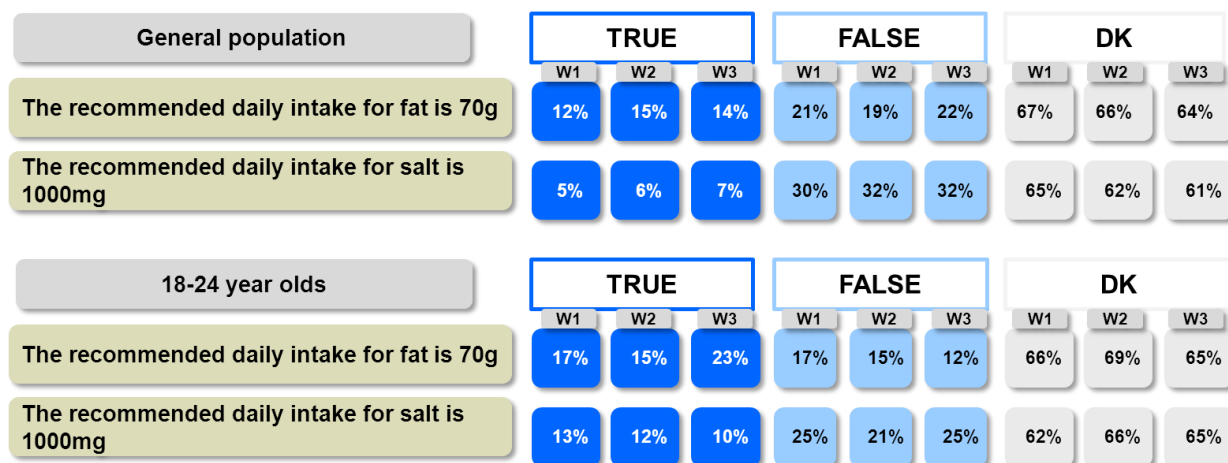 General population TRUE FALSE DK
W1 W2 W3 W1 W2 W3 W1 W2 W3
The recommended daily intake for fat is 70g 12% 15% 14% 21% 19% 22% 67% 66% 64%
The recommended daily intake for salt is
1000mg 5% 6% 7% 30% 32% 32% 65% 62% 61%
18-24 year olds TRUE FALSE DK
W1 W2 W3 W1 W2 W3 W1 W2 W3
The recommended daily intake for fat is 70g 17% 15% 23% 17% 15% 12% 66% 69% 65%
The recommended daily intake for salt is
1000mg 13% 12% 10% 25% 21% 25% 62% 66% 65%